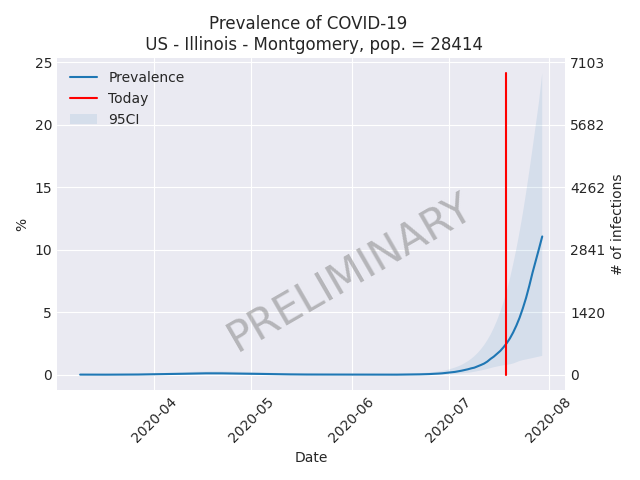 Prevalence of COVID-19
US - Illinois - Montgomery, pop. = 28414
Prevalence
Today
95CI
25
20
15
10
5
0
%
7103
5682
4262
2841
1420
0
# of infections
PRELIMINARY
2020-04
2020-05
2020-06
2020-07
2020-08
Date